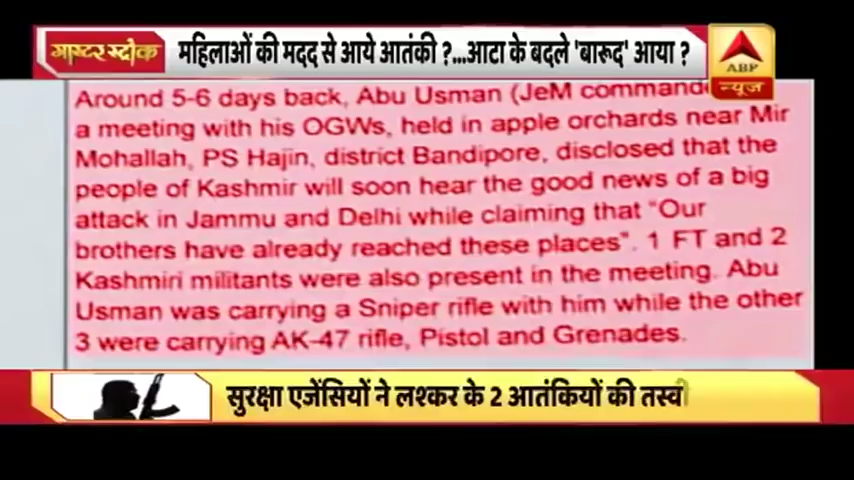 मास्टर स्ट्रोक
महिलाओं की मदद से आये आतंकी ?...आटा के बदले 'बारूद' आया ?
ABP
न्यूज़
Around 5-6 days back, Abu Usman (JeM
a meeting with his OGWs, held in apple orchards near Mir
Mohallah, PS Hajin, district Bandipore, disclosed that the
people of Kashmir will soon hear the good news of a big
attack in Jammu and Delhi while claiming that “Our
brothers have already reached these places”. 1 FT and 2
Kashmiri militants were also present in the meeting. Abu
Usman was carrying a Sniper rifle with him while the other
3 were carrying AK-47 rifle, Pistol and Grenades.
सुरक्षा एजेंसियों ने लश्कर के 2 आतंकियों की